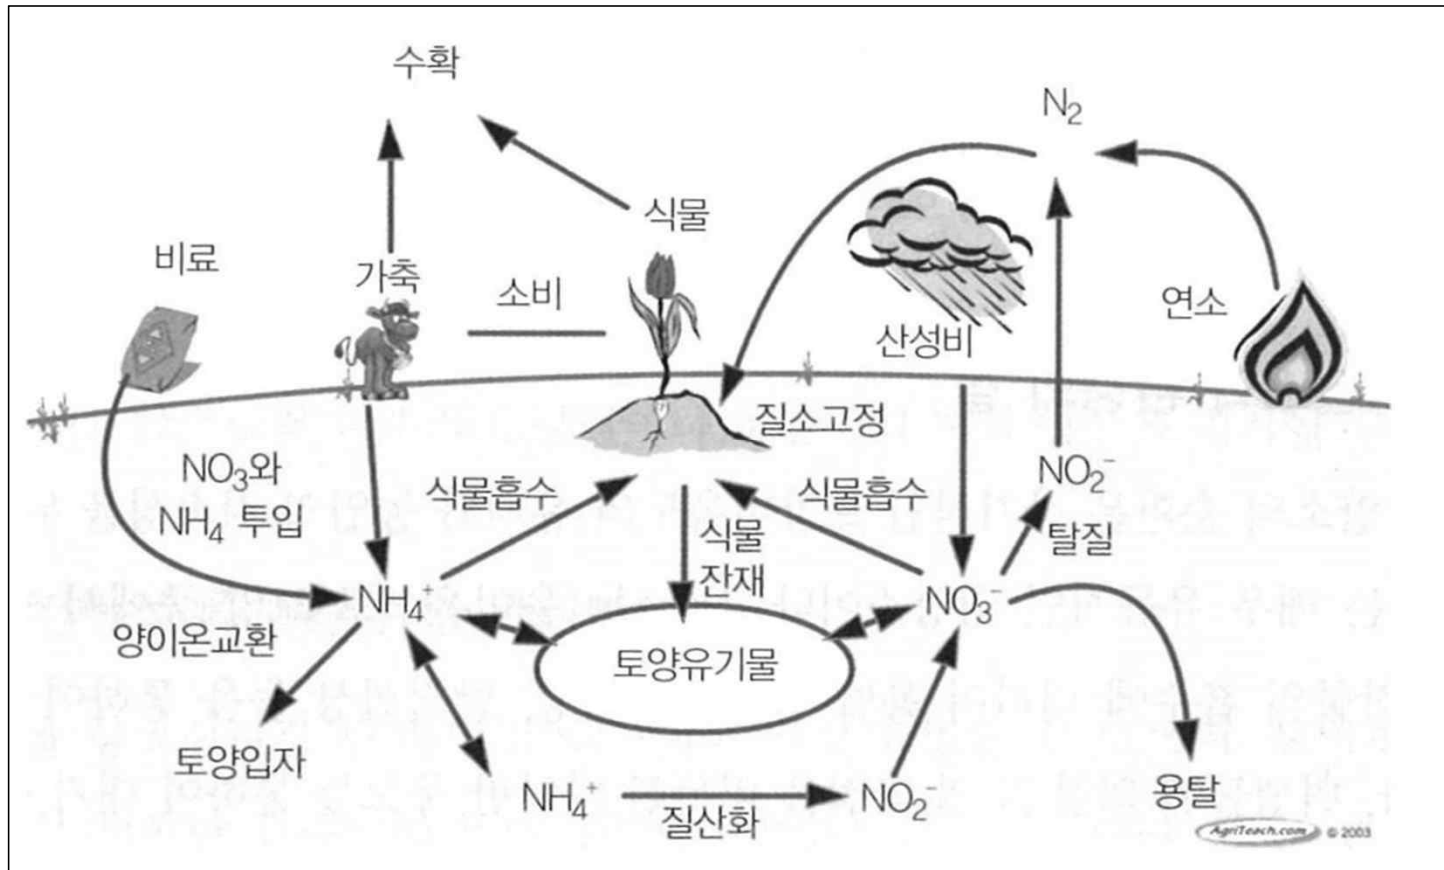 수확
N₂
식물
비료
가축
소비
연소
산성비
질소고정
NO₃와
NH₄ 투입
식물흡수
식물흡수
NO₂⁻
탈질
식물
잔재
NH₄⁺
NO₃⁻
양이온교환
토양유기물
토양입자
NH₄⁺
질산화
NO₂⁻
용탈
AgriTeach.com © 2003